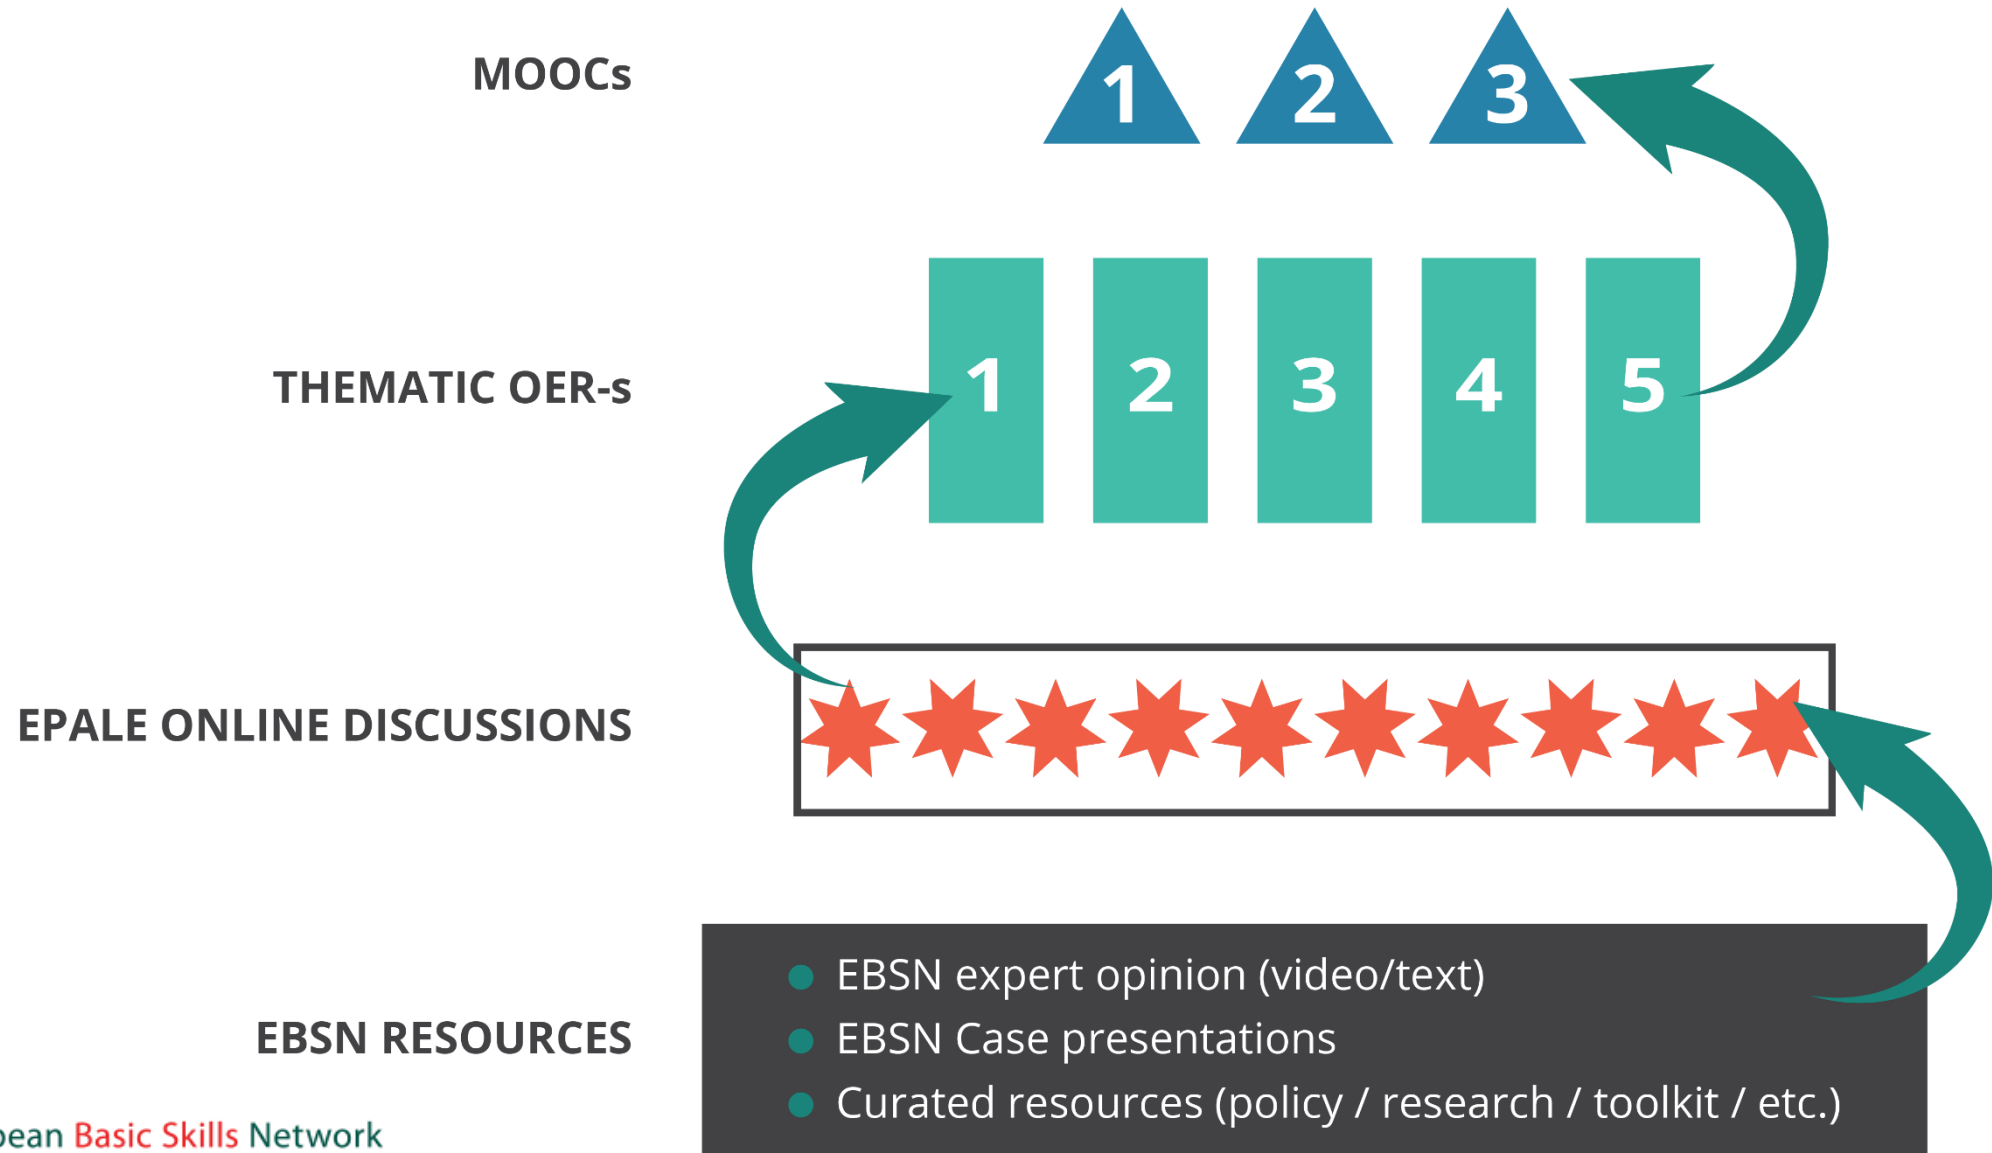 MOOCs
1 2 3
THEMATIC OER-s
1 2 3 4 5
EPALE ONLINE DISCUSSIONS
EBSN RESOURCES
EBSN expert opinion (video/text)
EBSN Case presentations
Curated resources (policy / research / toolkit / etc.)
pean Basic Skills Network